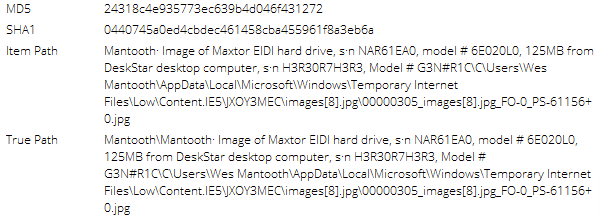 MD5 24318c4e935773ec639b4d046f431272
SHA1 0440745a0ed4cbdec461458cba455961f8a3eb6a
Item Path Mantooth· Image of Maxtor EIDI hard drive, s·n NAR61EA0, model # 6E020L0, 125MB from
DeskStar desktop computer, s·n H3R30R7H3R3, Model # G3N#R1C\C\Users\Wes
Mantooth\AppData\Local\Microsoft\Windows\Temporary Internet
Files\Low\Content.IE5\JXOY3MEC\images[8].jpg\00000305_images[8].jpg_FO-0_PS-61156+
0.jpg
True Path Mantooth\Mantooth· Image of Maxtor EIDI hard drive, s·n NAR61EA0, model # 6E020L0,
125MB from DeskStar desktop computer, s·n H3R30R7H3R3, Model #
G3N#R1C\C\Users\Wes Mantooth\AppData\Local\Microsoft\Windows\Temporary Internet
Files\Low\Content.IE5\JXOY3MEC\images[8].jpg\00000305_images[8].jpg_FO-0_PS-61156+
0.jpg